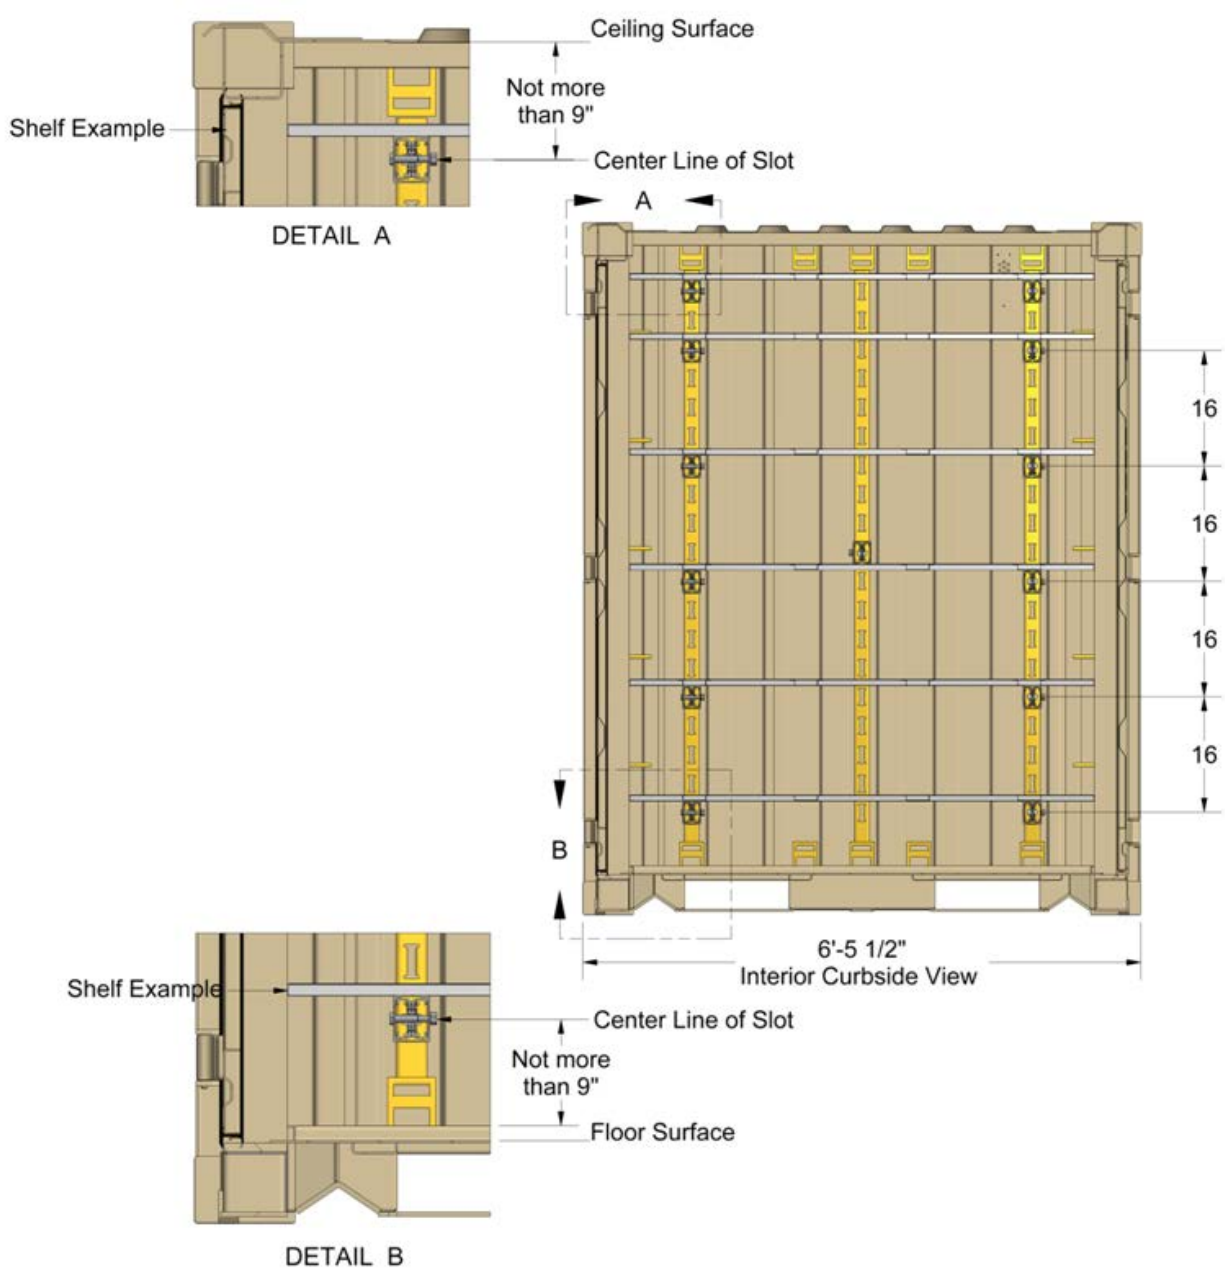 Ceiling Surface
Not more
than 9"
Shelf Example
Center Line of Slot
DETAIL A
A
16
16
16
16
B
6'-5 1/2"
Interior Curbside View
Shelf Example
Center Line of Slot
Not more
than 9"
Floor Surface
DETAIL B